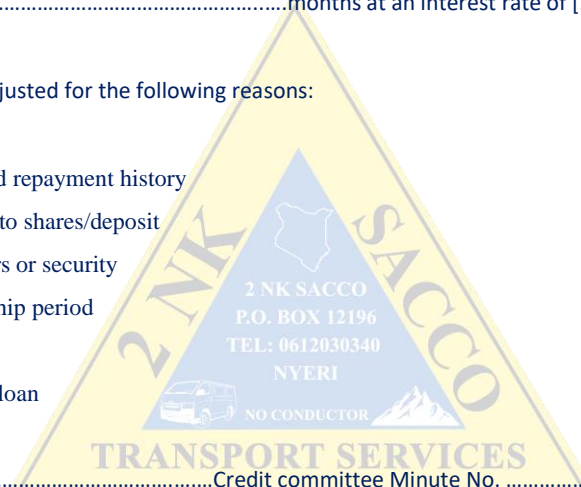 ………………………………………………months at an interest rate of [
justed for the following reasons:
d repayment history
to shares/deposit
rs or security
hip period
loan
2 NK SACCO
2 NK SACCO
P.O. BOX 12196
TEL: 0612030340
NYERI
NO CONDUCTOR
TRANSPORT SERVICES
………………………………….…Credit committee Minute No. …………..